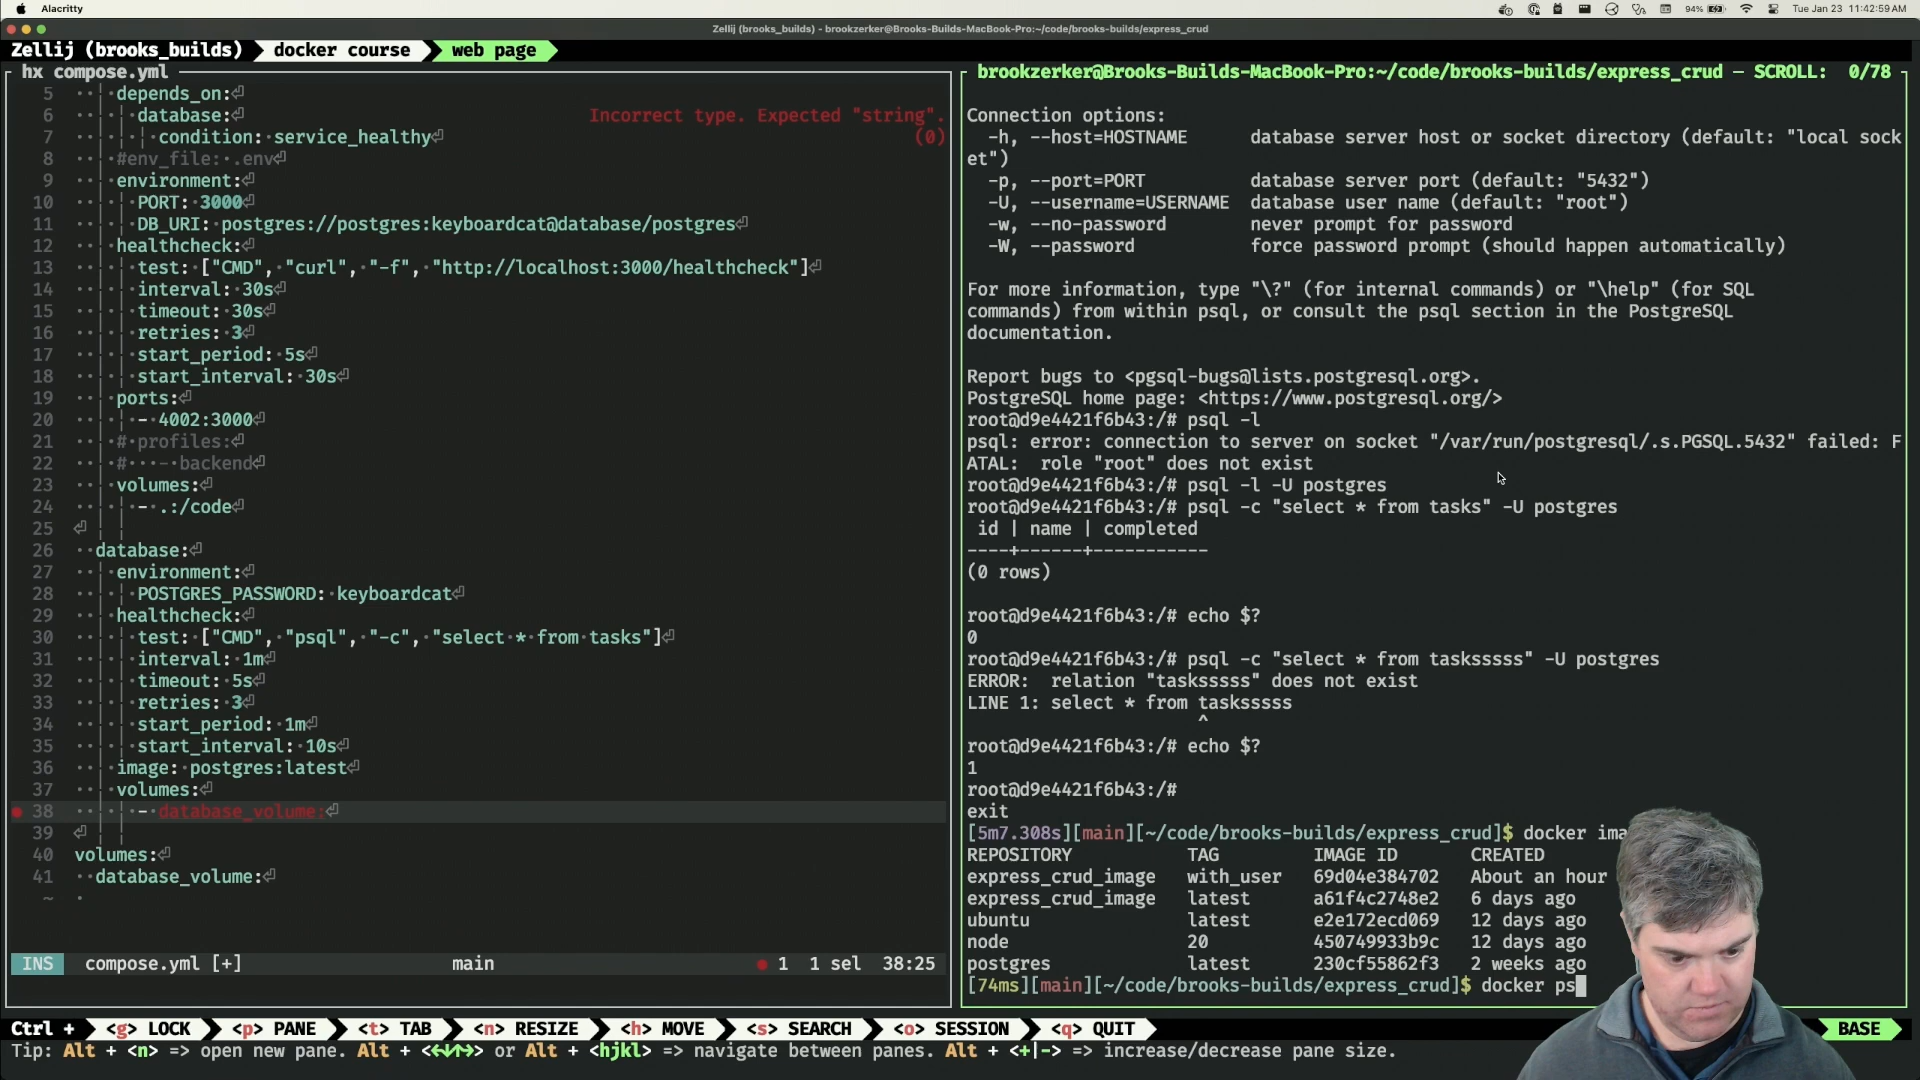 Alacritty
94%
Tue Jan 23 11:42:59 AM
Zellij (brooks_builds) - brookzerker@Brooks-Builds-MacBook-Pro:~/code/brooks-builds/express_crud
Zellij (brooks_builds) docker course web page
hx compose.yml
5 depends_on:
6 database: Incorrect type. Expected "string".
7 condition: service_healthy (0)
8 #env_file: .env
9 environment:
10 PORT: 3000
11 DB_URI: postgres://postgres:keyboardcat@database/postgres
12 healthcheck:
13 test: ["CMD", "curl", "-f", "http://localhost:3000/healthcheck"]
14 interval: 30s
15 timeout: 30s
16 retries: 3
17 start_period: 5s
18 start_interval: 30s
19 ports:
20 - 4002:3000
21 # profiles:
22 # - backend
23 volumes:
24 - .:/code
25
26 database:
27 environment:
28 POSTGRES_PASSWORD: keyboardcat
29 healthcheck:
30 test: ["CMD", "psql", "-c", "select * from tasks"]
31 interval: 1m
32 timeout: 5s
33 retries: 3
34 start_period: 1m
35 start_interval: 10s
36 image: postgres:latest
37 volumes:
38 - database_volume:
39
40 volumes:
41 database_volume:
~
INS compose.yml [+] main 1 1 sel 38:25
brookzerker@Brooks-Builds-MacBook-Pro:~/code/brooks-builds/express_crud — SCROLL: 0/78
Connection options:
-h, --host=HOSTNAME database server host or socket directory (default: "local sock
et")
-p, --port=PORT database server port (default: "5432")
-U, --username=USERNAME database user name (default: "root")
-w, --no-password never prompt for password
-W, --password force password prompt (should happen automatically)
For more information, type "\?" (for internal commands) or "\help" (for SQL
commands) from within psql, or consult the psql section in the PostgreSQL
documentation.
Report bugs to <pgsql-bugs@lists.postgresql.org>.
PostgreSQL home page: <https://www.postgresql.org/>
root@d9e4421f6b43:/# psql -l
psql: error: connection to server on socket "/var/run/postgresql/.s.PGSQL.5432" failed: F
ATAL: role "root" does not exist
root@d9e4421f6b43:/# psql -l -U postgres
root@d9e4421f6b43:/# psql -c "select * from tasks" -U postgres
id | name | completed
----+------+-----------
(0 rows)
root@d9e4421f6b43:/# echo $?
0
root@d9e4421f6b43:/# psql -c "select * from tasksssss" -U postgres
ERROR: relation "tasksssss" does not exist
LINE 1: select * from tasksssss
^
root@d9e4421f6b43:/# echo $?
1
root@d9e4421f6b43:/#
exit
[5m7.308s][main][~/code/brooks-builds/express_crud]$ docker ima
REPOSITORY TAG IMAGE ID CREATED
express_crud_image with_user 69d04e384702 About an hour
express_crud_image latest a61f4c2748e2 6 days ago
ubuntu latest e2e172ecd069 12 days ago
node 20 450749933b9c 12 days ago
postgres latest 230cf55862f3 2 weeks ago
[74ms][main][~/code/brooks-builds/express_crud]$ docker ps
Ctrl + <g> LOCK <p> PANE <t> TAB <n> RESIZE <h> MOVE <s> SEARCH <o> SESSION <q> QUIT BASE
Tip: Alt + <n> => open new pane. Alt + <←↓↑→> or Alt + <hjkl> => navigate between panes. Alt + <+|-> => increase/decrease pane size.